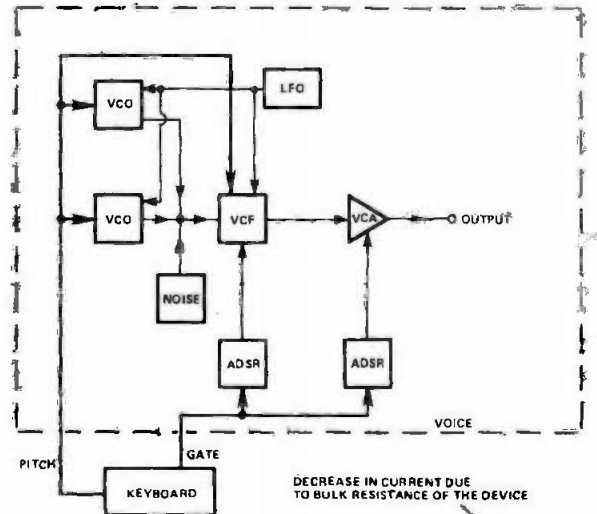 LFO
VCO
VCO
VCF
VCA
OUTPUT
NOISE
ADSR
ADSR
VOICE
PITCH
GATE
KEYBOARD
DECREASE IN CURRENT DUE
TO BULK RESISTANCE OF THE DEVICE